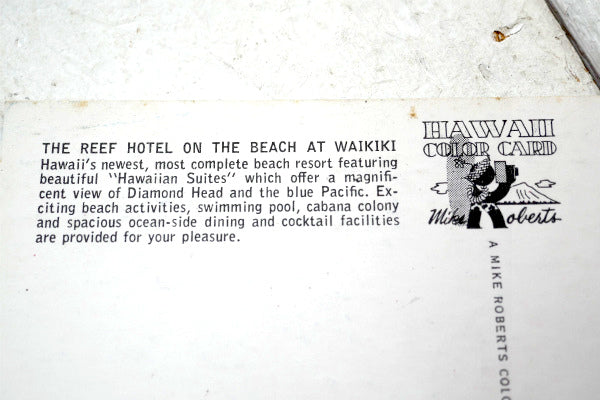 THE REEF HOTEL ON THE BEACH AT WAIKIKI
Hawaii's newest, most complete beach resort featuring
beautiful "Hawaiian Suites" which offer a magnifi-
cent view of Diamond Head and the blue Pacific. Ex-
citing beach activities, swimming pool, cabana colony
and spacious ocean-side dining and cocktail facilities
are provided for your pleasure.
HAWAII
COLOR CARD
Mike Roberts
A MIKE ROBERTS COLO